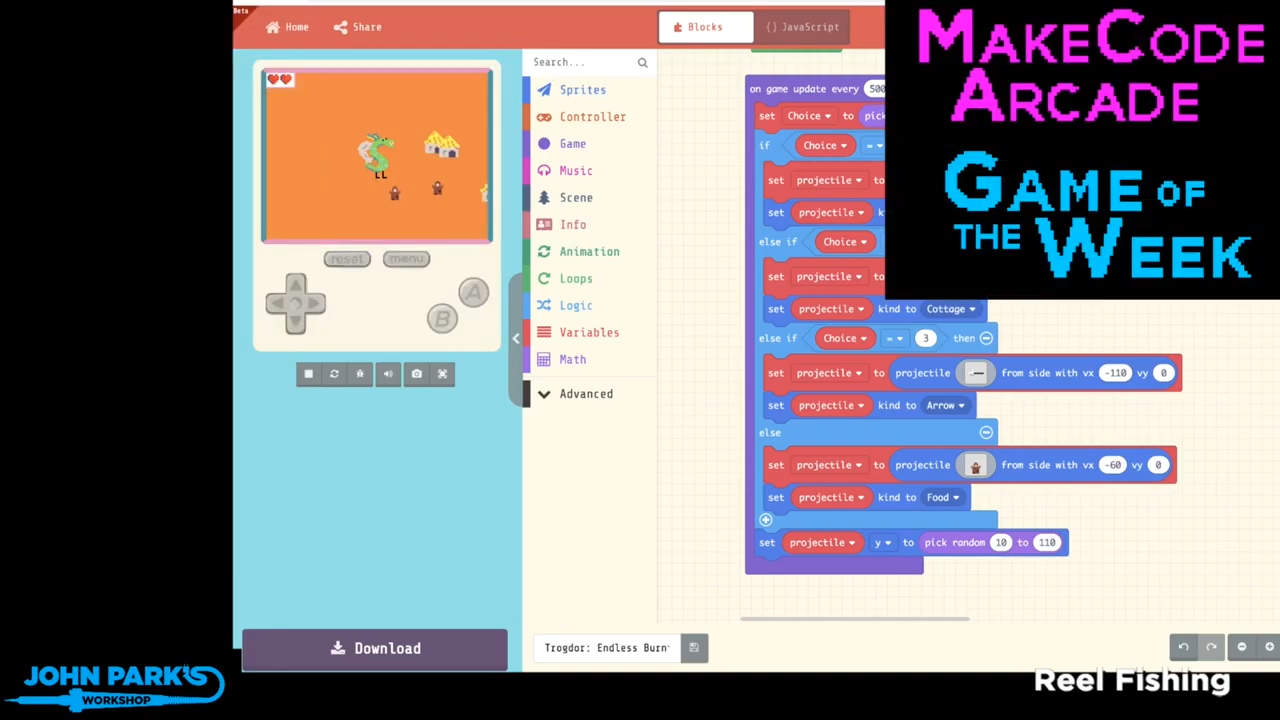 Beta
Home
Share
Blocks
{} JavaScript
MAKECODE
ARCADE
GAME OF
THE WEEK
Search...
Sprites
Controller
Game
Music
Scene
Info
Animation
Loops
Logic
Variables
Math
Advanced
reset
menu
A
B
on game update every 500
set Choice to pick
if Choice =
set projectile to
set projectile
else if Choice
set projectile to
set projectile kind to Cottage
else if Choice = 3 then
set projectile to projectile from side with vx -110 vy 0
set projectile kind to Arrow
else
set projectile to projectile from side with vx -60 vy 0
set projectile kind to Food
set projectile y to pick random 10 to 110
Download
Trogdor: Endless Burn
JOHN PARK'S
WORKSHOP
Reel Fishing